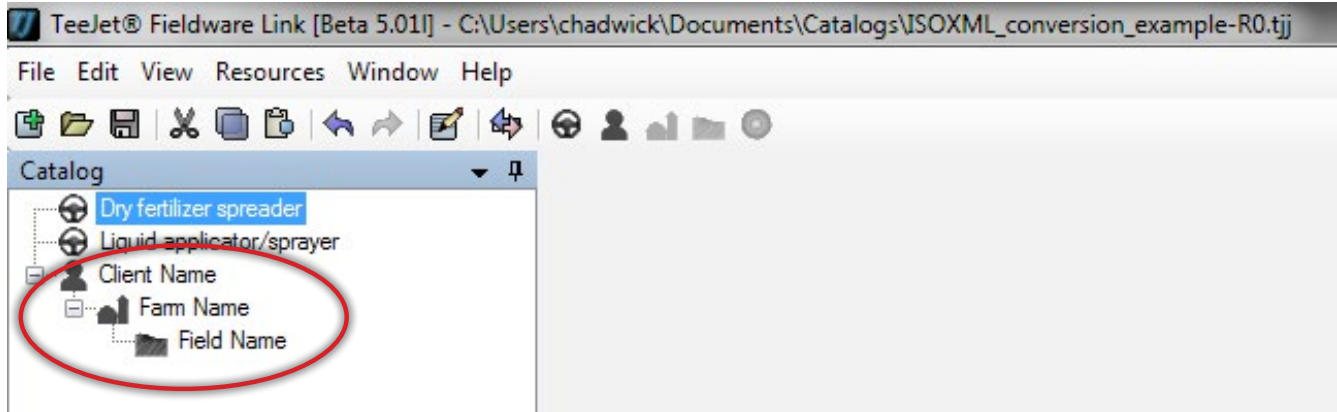 TeeJet® Fieldware Link [Beta 5.01l] - C:\Users\chadwick\Documents\Catalogs\ISOXML_conversion_example-R0.tjj
File Edit View Resources Window Help
Catalog
Dry fertilizer spreader
Liquid applicator/sprayer
Client Name
Farm Name
Field Name